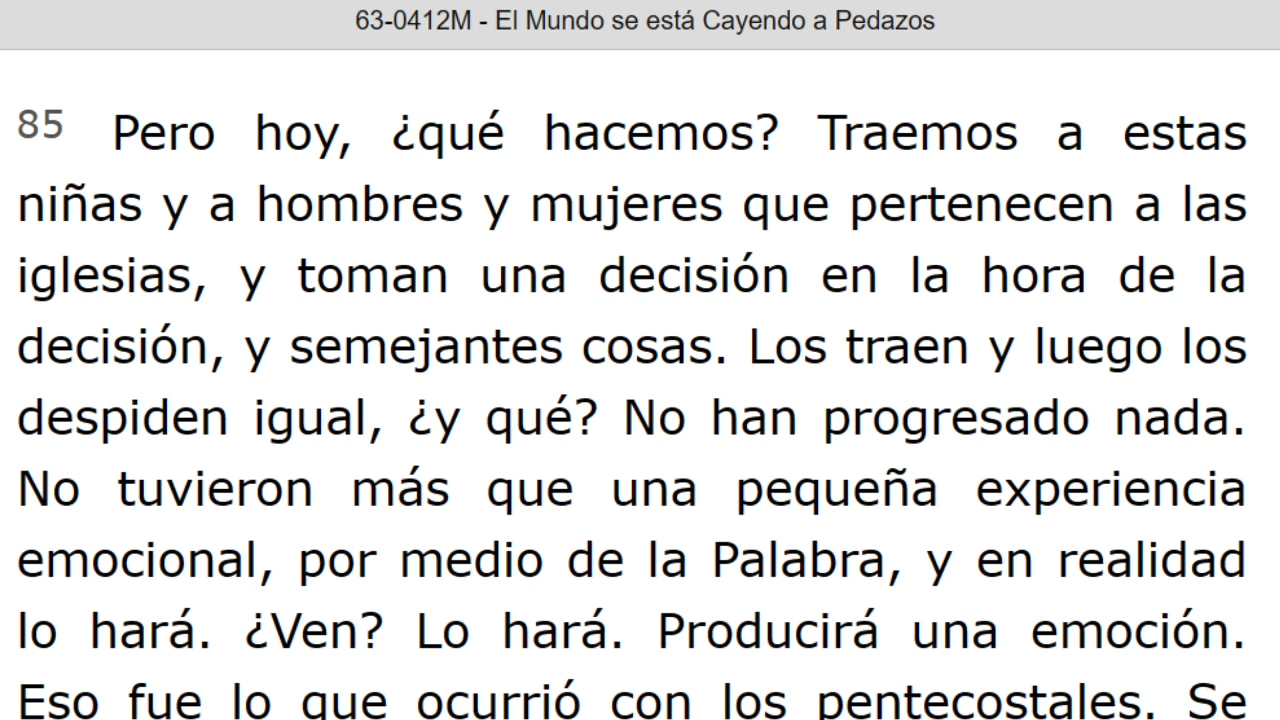 63-0412M - El Mundo se está Cayendo a Pedazos
85 Pero hoy, ¿qué hacemos? Traemos a estas
niñas y a hombres y mujeres que pertenecen a las
iglesias, y toman una decisión en la hora de la
decisión, y semejantes cosas. Los traen y luego los
despiden igual, ¿y qué? No han progresado nada.
No tuvieron más que una pequeña experiencia
emocional, por medio de la Palabra, y en realidad
lo hará. ¿Ven? Lo hará. Producirá una emoción.
Eso fue lo que ocurrió con los pentecostales. Se